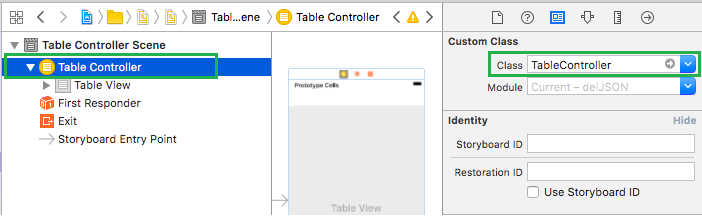 Tabl...ene
Table Controller
Table Controller Scene
Table Controller
Table View
First Responder
Exit
Storyboard Entry Point
Prototype Cells
Table View
Custom Class
Class TableController
Module Current – delJSON
Identity Hide
Storyboard ID
Restoration ID
Use Storyboard ID